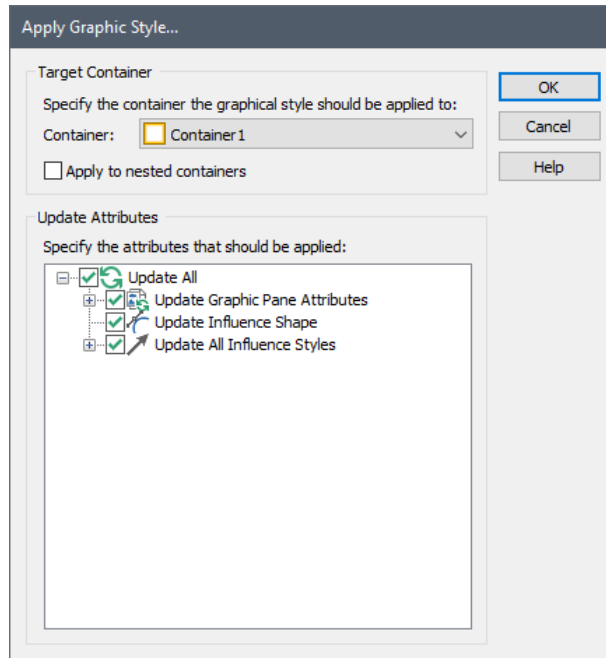 Apply Graphic Style...
Target Container
Specify the container the graphical style should be applied to:
Container: Container1
Apply to nested containers
OK
Cancel
Help
Update Attributes
Specify the attributes that should be applied:
Update All
Update Graphic Pane Attributes
Update Influence Shape
Update All Influence Styles